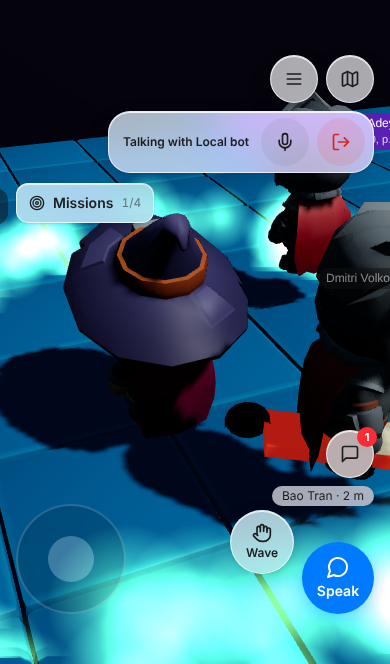 Talking with Local bot
Missions 1/4
Dmitri Volko
1
Bao Tran · 2 m
Wave
Speak